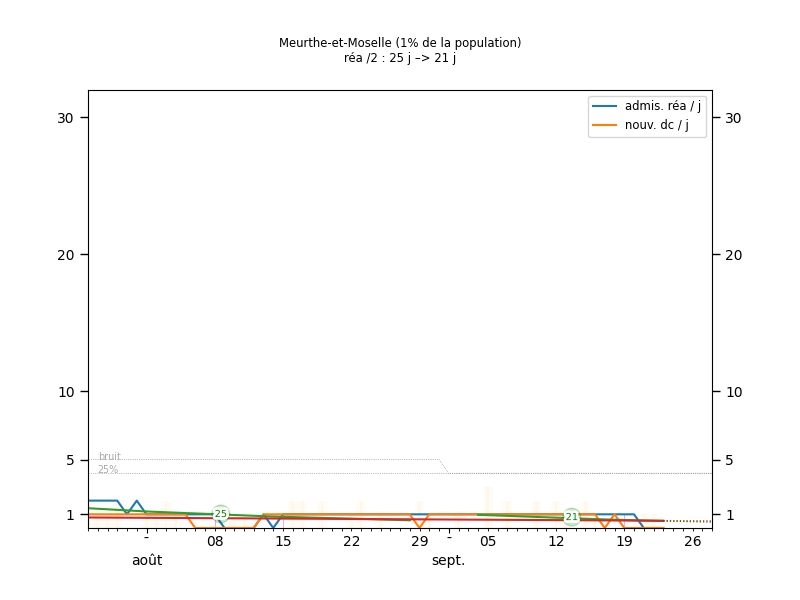 Meurthe-et-Moselle (1% de la population)
réa /2 : 25 j –> 21 j
admis. réa / j
nouv. dc / j
30 30
20 20
10 10
5 5
1 1
bruit
25%
25
21
- 08 15 22 29 - 05 12 19 26
août sept.